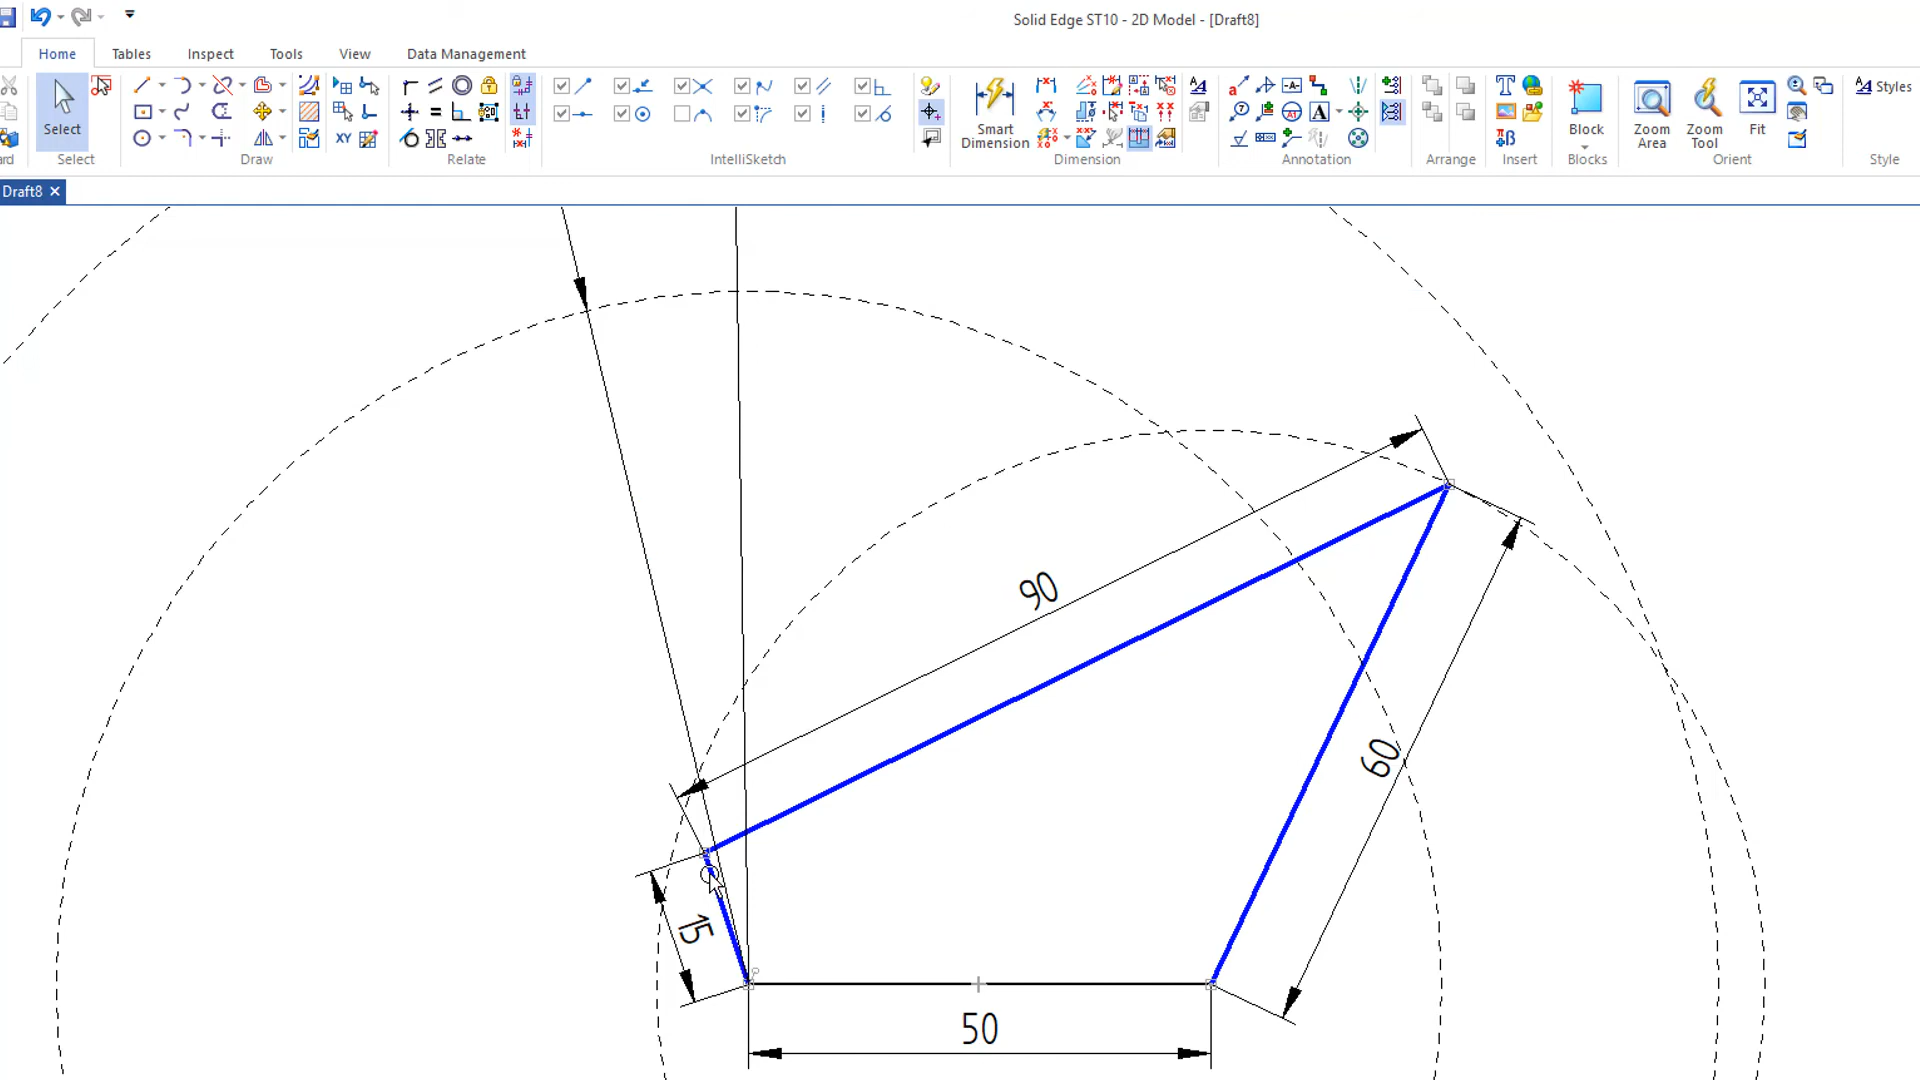 Solid Edge ST10 - 2D Model - [Draft8]
Home
Tables
Inspect
Tools
View
Data Management
Select
Smart
Dimension
XY
Block
Zoom
Area
Zoom
Tool
Fit
Styles
Select
Draw
Relate
IntelliSketch
Dimension
Annotation
Arrange
Insert
Blocks
Orient
Style
Draft8
90
60
15
50